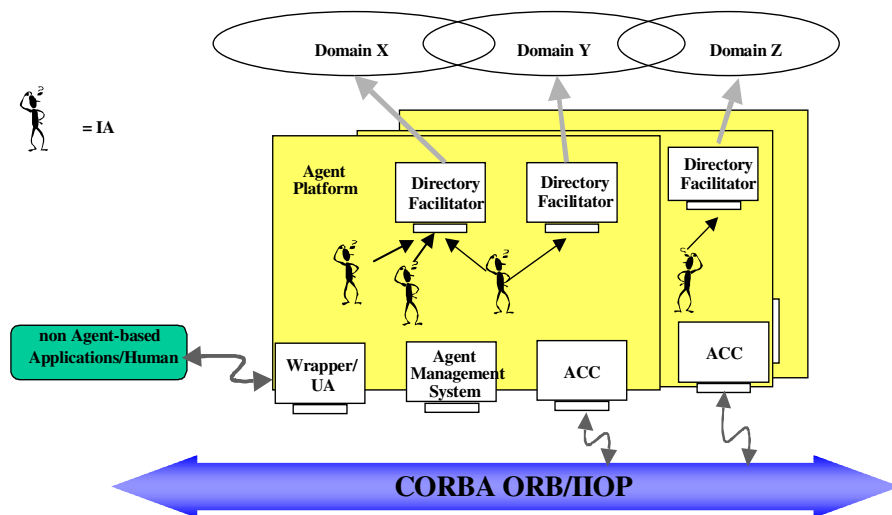 Domain X
Domain Y
Domain Z
= IA
Agent
Platform
Directory
Facilitator
Directory
Facilitator
Directory
Facilitator
non Agent-based
Applications/Human
Wrapper/
UA
Agent
Management
System
ACC
ACC
CORBA ORB/IIOP